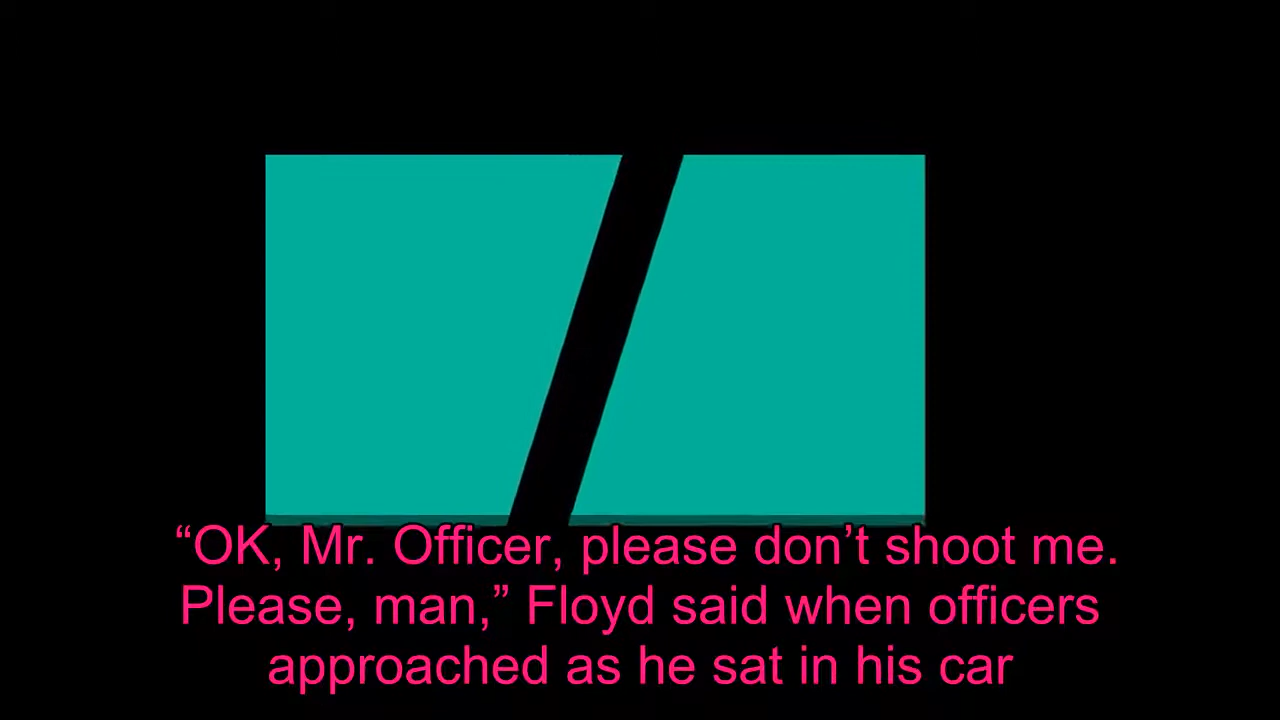 “OK, Mr. Officer, please don’t shoot me.
Please, man,” Floyd said when officers
approached as he sat in his car